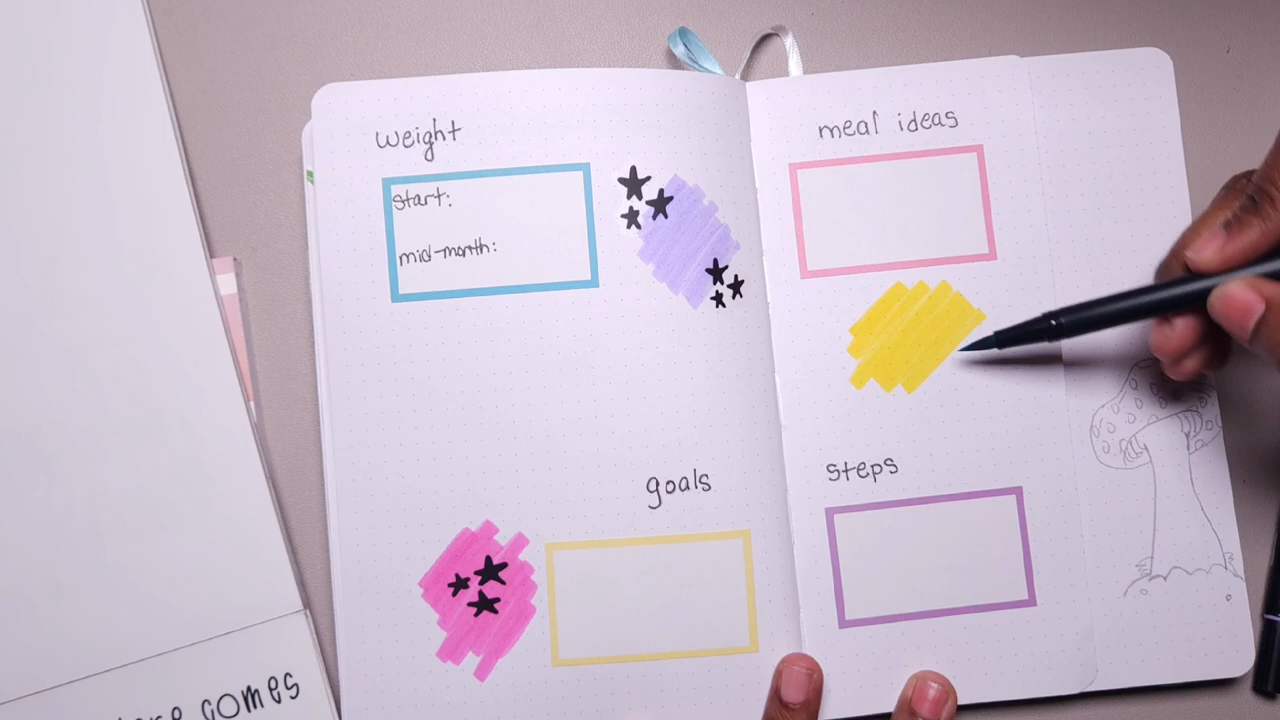 weight
start:
mid-month:
goals
meal ideas
steps
comes